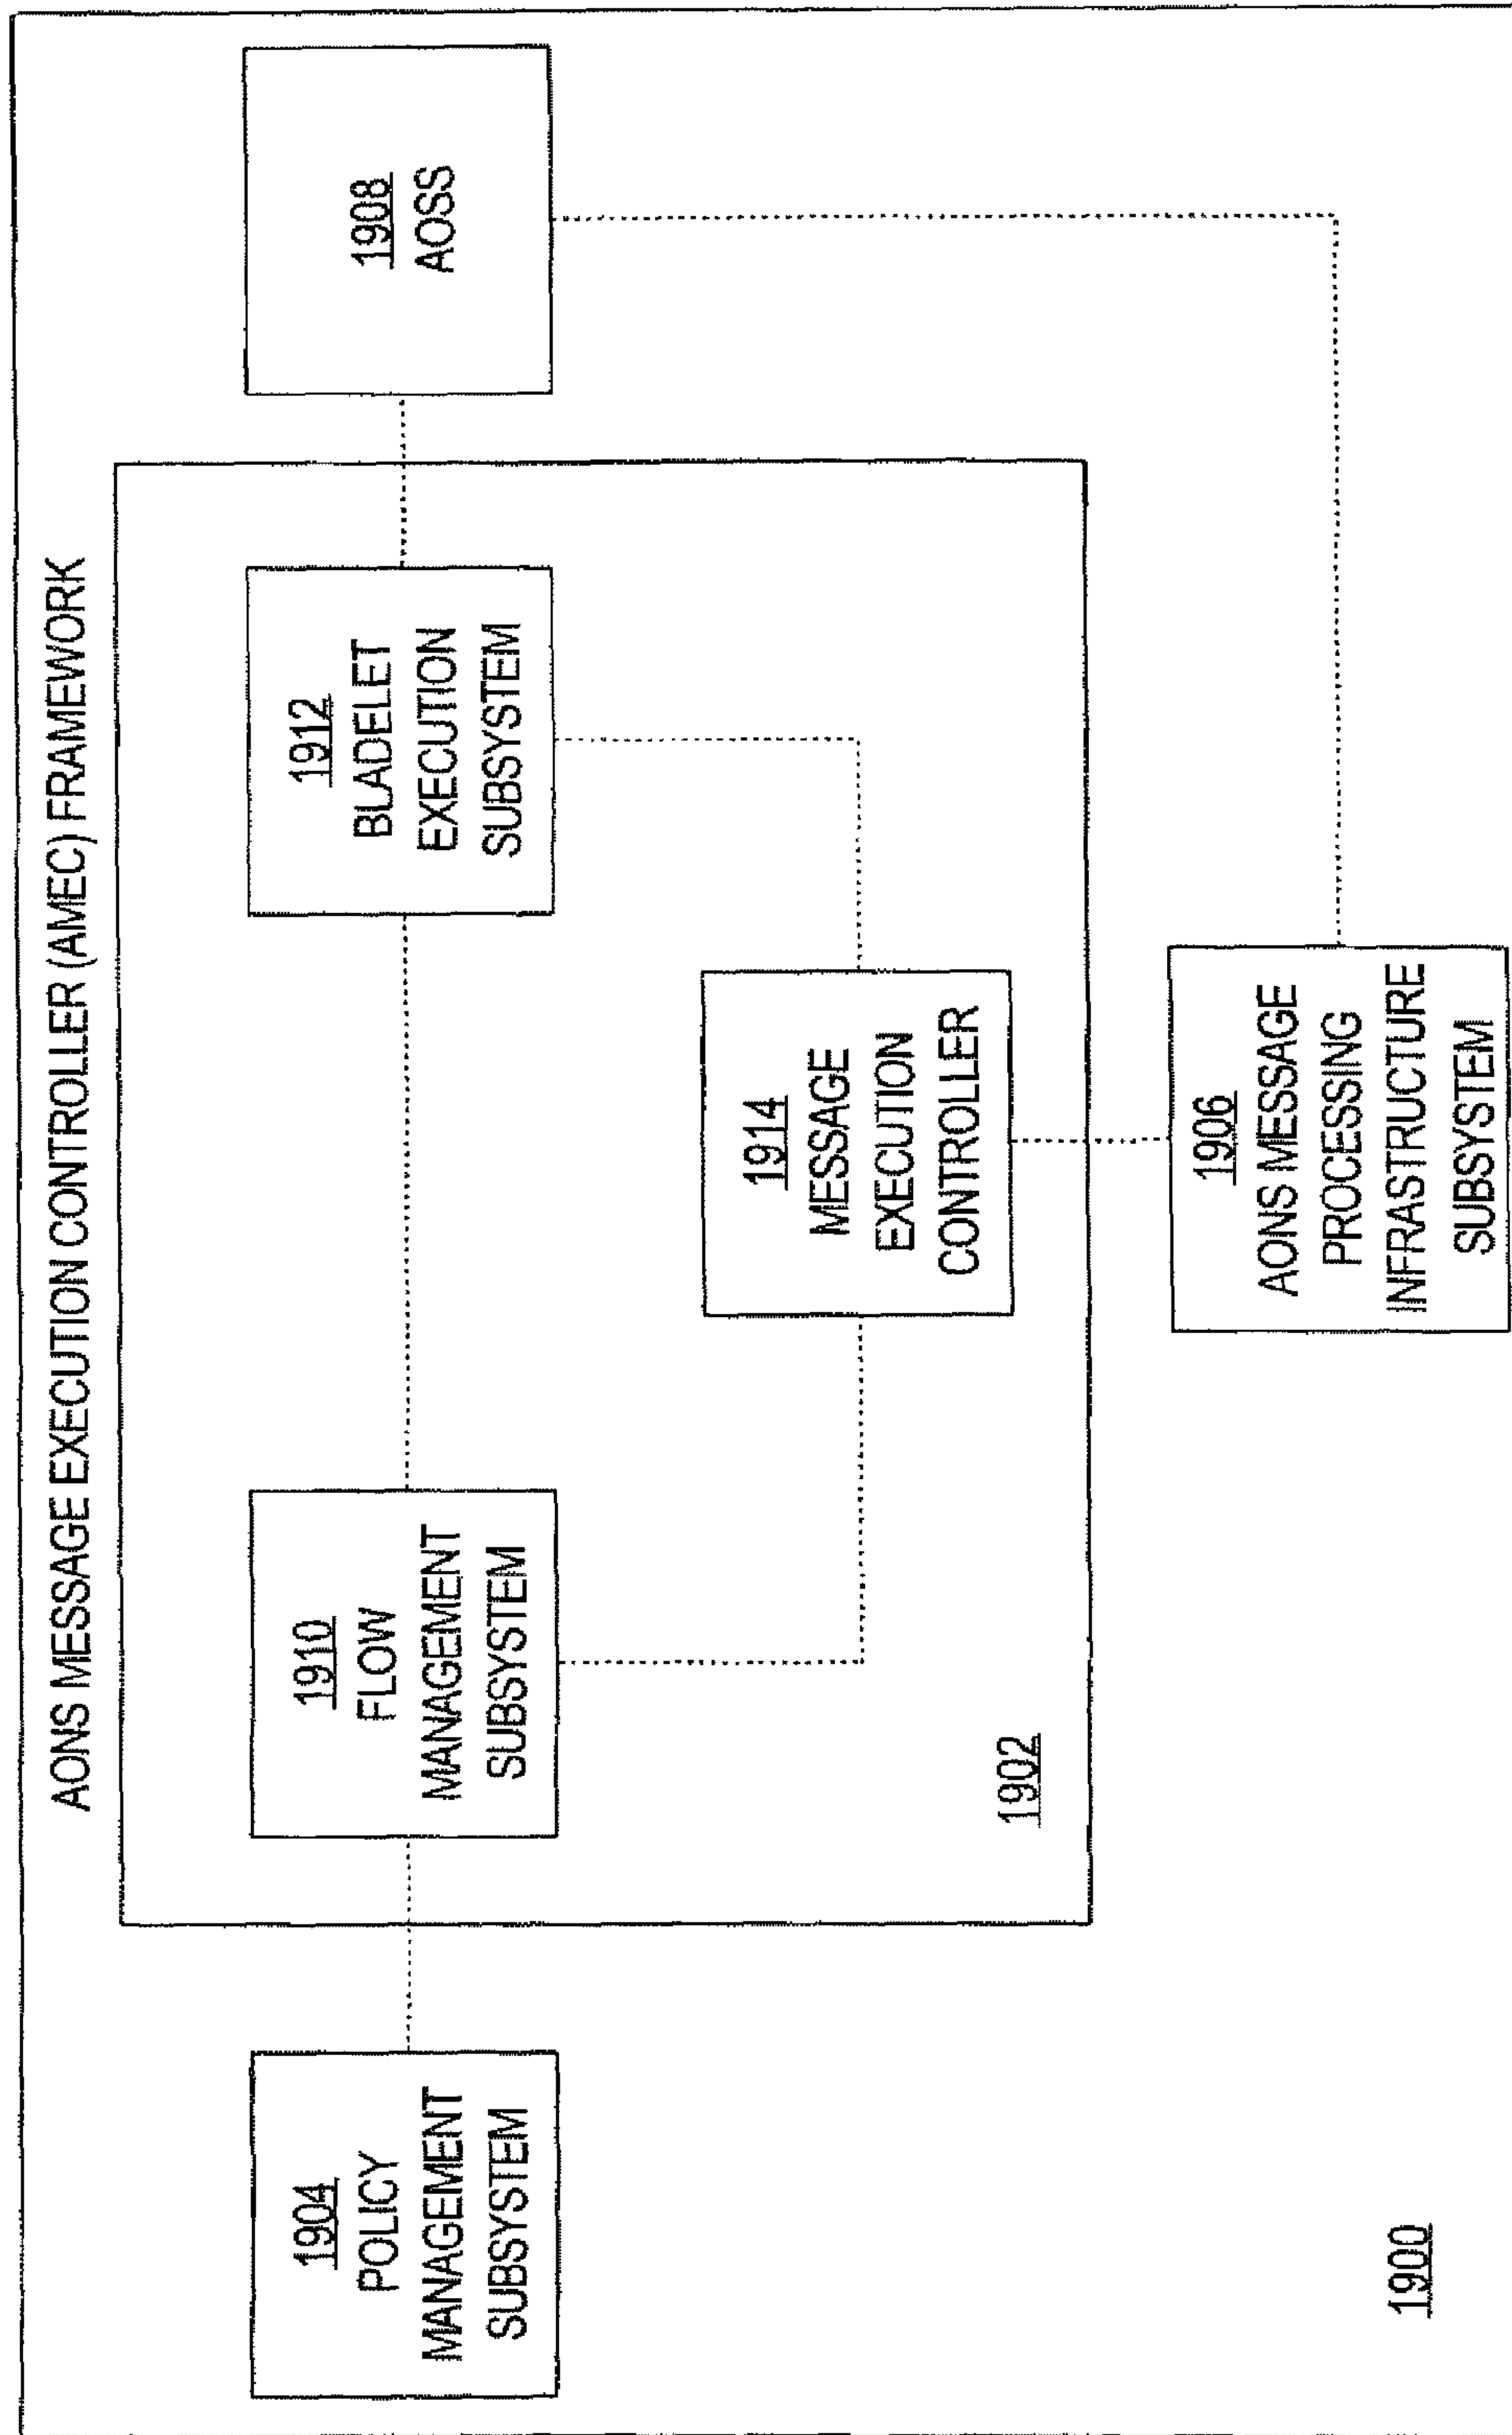 AONS MESSAGE EXECUTION CONTROLLER (AMEC) FRAMEWORK
1904
POLICY
MANAGEMENT
SUBSYSTEM
1910
FLOW
MANAGEMENT
SUBSYSTEM
1912
BLADELET
EXECUTION
SUBSYSTEM
1908
AOSS
1914
MESSAGE
EXECUTION
CONTROLLER
1902
1906
AONS MESSAGE
PROCESSING
INFRASTRUCTURE
SUBSYSTEM
1900